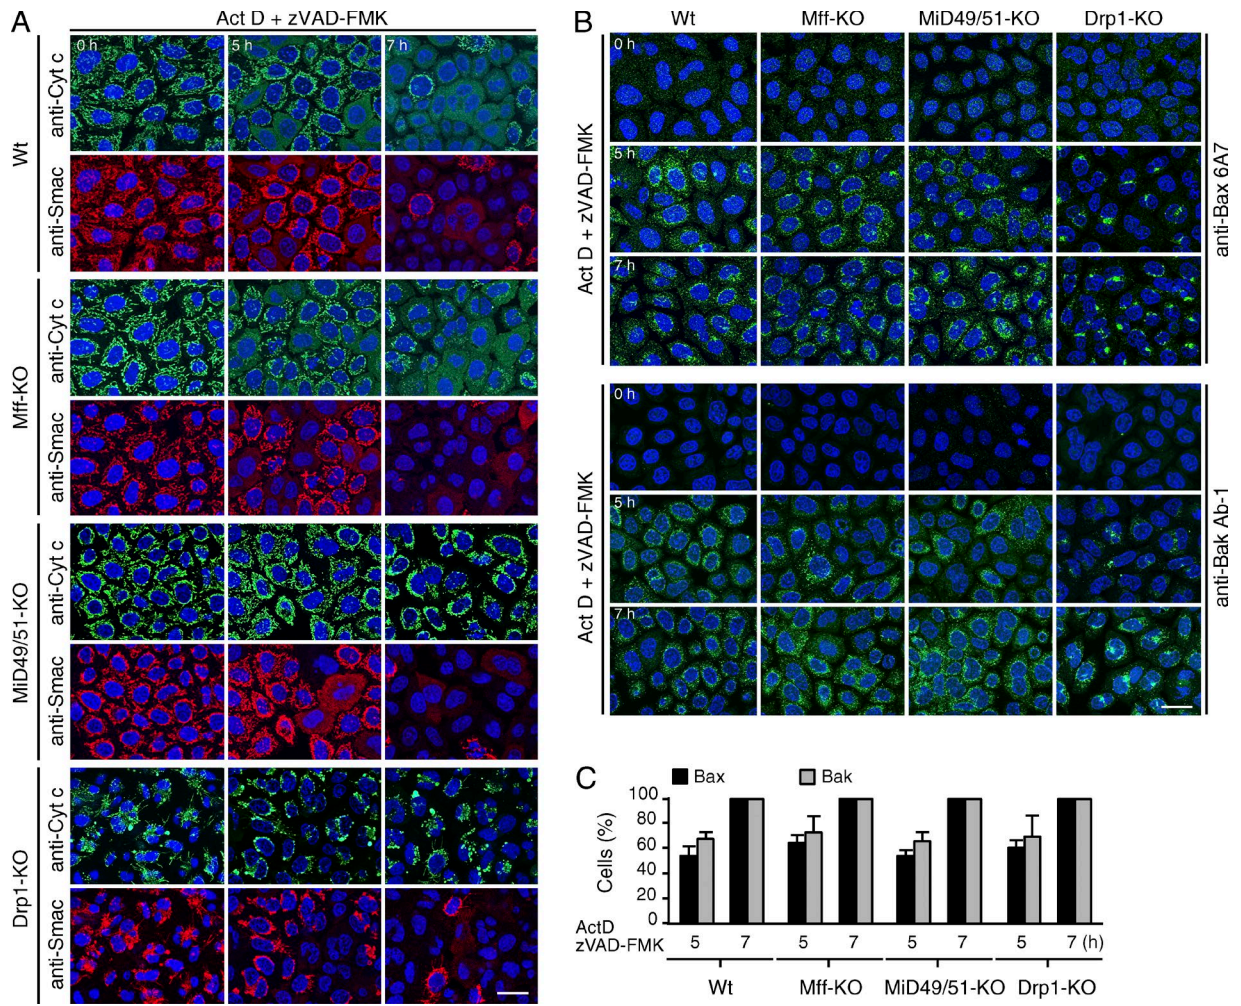 A
Act D + zVAD-FMK
0 h
5 h
7 h
Wt
anti-Cyt c
anti-Smac
Mff-KO
anti-Cyt c
anti-Smac
MiD49/51-KO
anti-Cyt c
anti-Smac
Drp1-KO
anti-Cyt c
anti-Smac
B
Wt
Mff-KO
MiD49/51-KO
Drp1-KO
Act D + zVAD-FMK
0 h
5 h
7 h
anti-Bax 6A7
Act D + zVAD-FMK
0 h
5 h
7 h
anti-Bak Ab-1
C
Bax
Bak
Cells (%)
100
80
60
40
20
0
ActD
zVAD-FMK
5 7 5 7 5 7 5 7 (h)
Wt Mff-KO MiD49/51-KO Drp1-KO